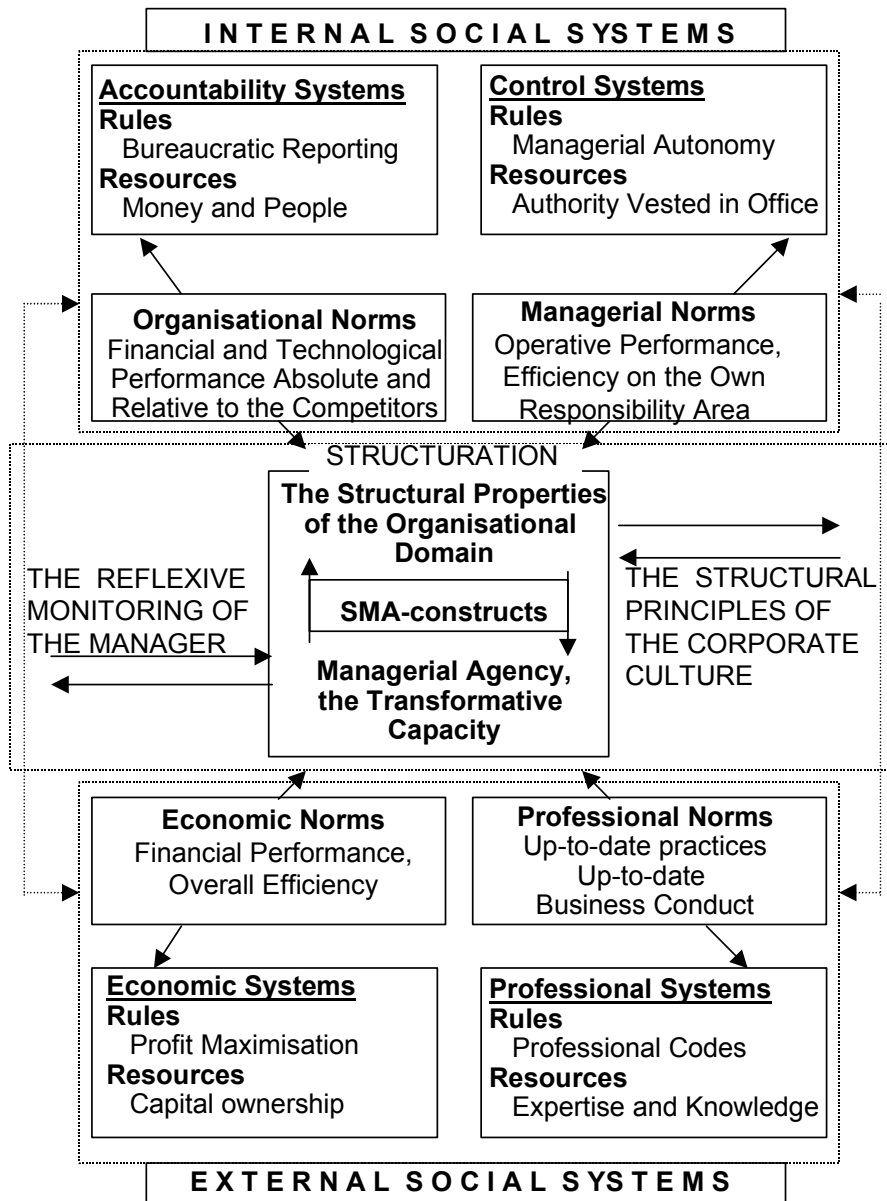 INTERNAL SOCIAL SYSTEMS
Accountability Systems
Rules
Bureaucratic Reporting
Resources
Money and People
Control Systems
Rules
Managerial Autonomy
Resources
Authority Vested in Office
Organisational Norms
Financial and Technological
Performance Absolute and
Relative to the Competitors
Managerial Norms
Operative Performance,
Efficiency on the Own
Responsibility Area
STRUCTURATION
The Structural Properties
of the Organisational
Domain
SMA-constructs
Managerial Agency,
the Transformative
Capacity
THE REFLEXIVE
MONITORING OF
THE MANAGER
THE STRUCTURAL
PRINCIPLES OF
THE CORPORATE
CULTURE
Economic Norms
Financial Performance,
Overall Efficiency
Professional Norms
Up-to-date practices
Up-to-date
Business Conduct
Economic Systems
Rules
Profit Maximisation
Resources
Capital ownership
Professional Systems
Rules
Professional Codes
Resources
Expertise and Knowledge
EXTERNAL SOCIAL SYSTEMS